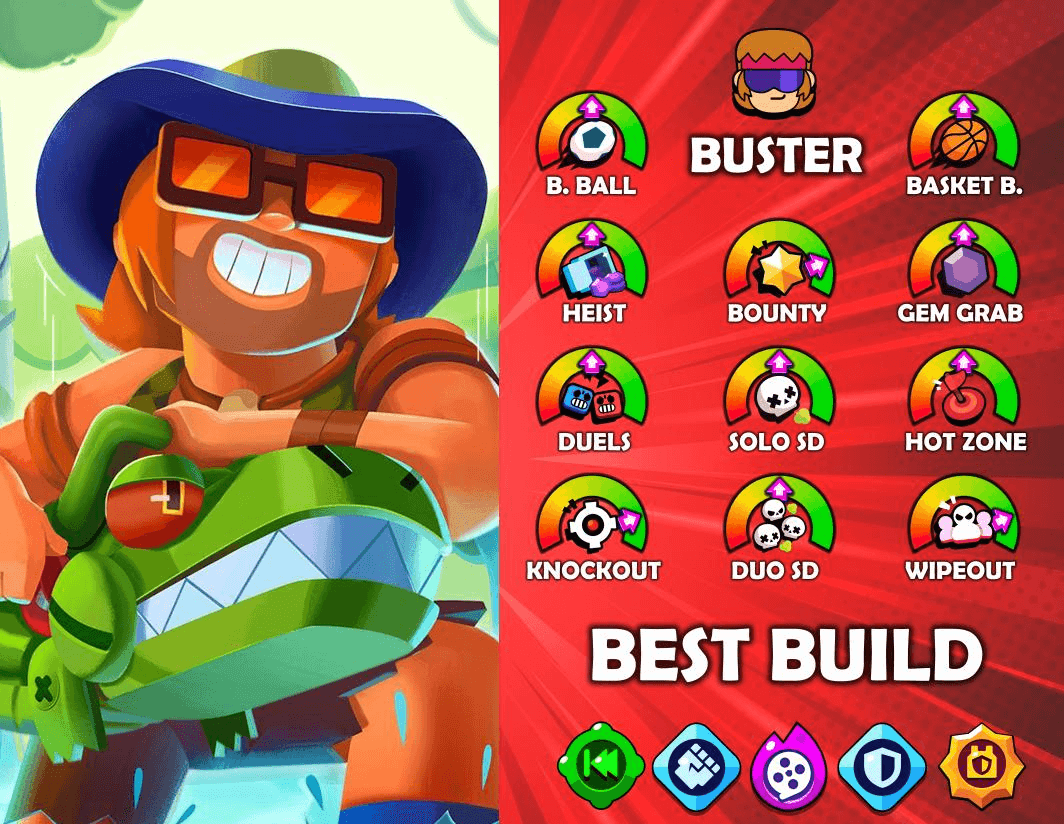 BUSTER
B. BALL
BASKET B.
HEIST
BOUNTY
GEM GRAB
DUELS
SOLO SD
HOT ZONE
KNOCKOUT
DUO SD
WIPEOUT
BEST BUILD